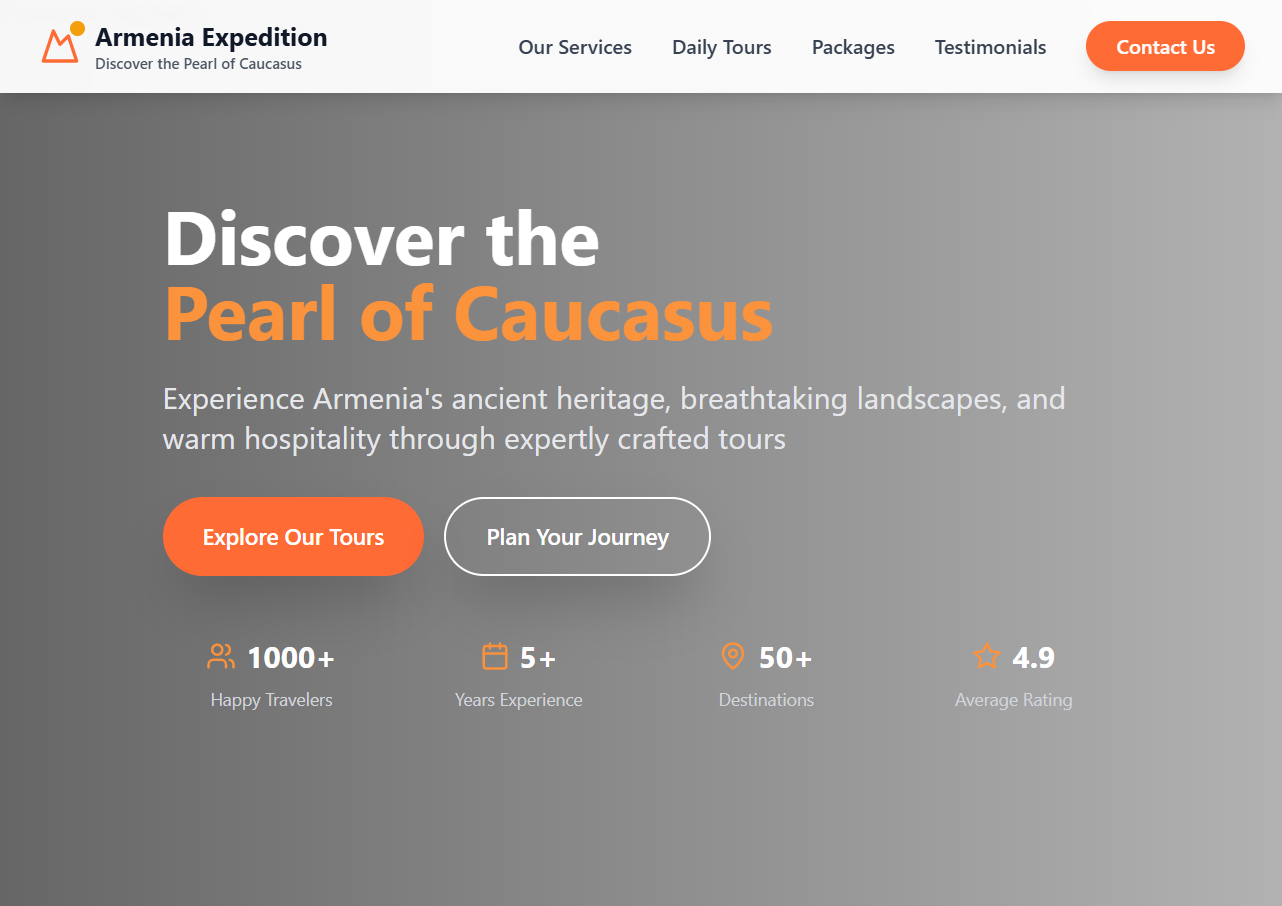 Armenia Expedition
Discover the Pearl of Caucasus
Our Services
Daily Tours
Packages
Testimonials
Contact Us
Discover the
Pearl of Caucasus
Experience Armenia's ancient heritage, breathtaking landscapes, and
warm hospitality through expertly crafted tours
Explore Our Tours
Plan Your Journey
1000+
Happy Travelers
5+
Years Experience
50+
Destinations
4.9
Average Rating